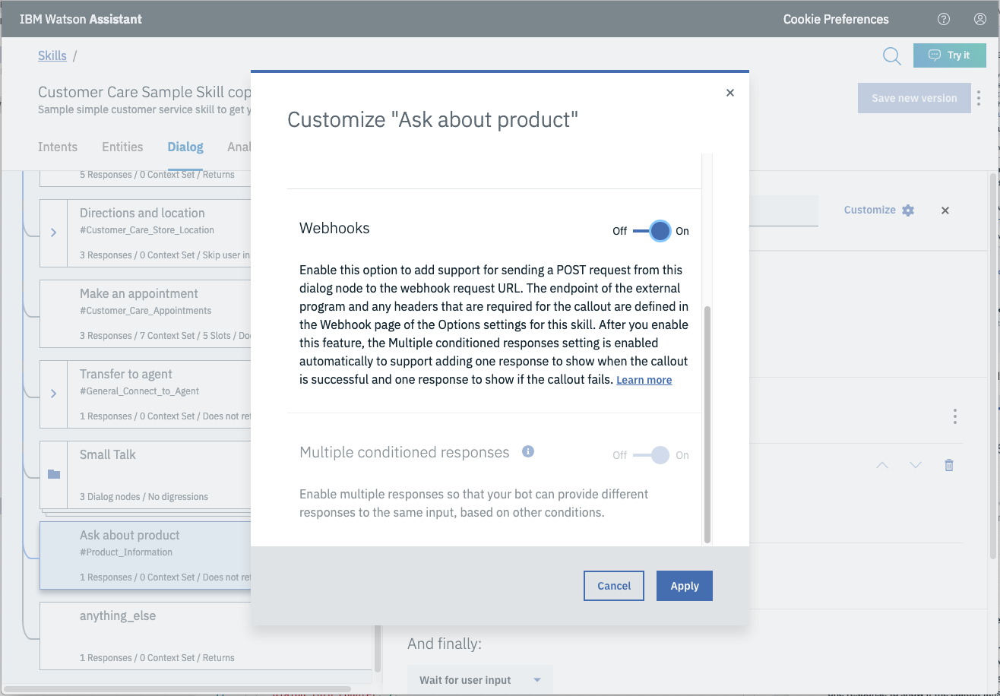 IBM Watson Assistant
Cookie Preferences
Skills /
Try it
Customer Care Sample Skill cop
Sample simple customer service skill to get y
Save new version
Intents
Entities
Dialog
Anal
5 Responses / 0 Context Set / Returns
Directions and location
#Customer_Care_Store_Location
3 Responses / 0 Context Set / Skip user in
Make an appointment
#Customer_Care_Appointments
3 Responses / 7 Context Set / 5 Slots / Do
Transfer to agent
#General_Connect_to_Agent
1 Responses / 0 Context Set / Does not ret
Small Talk
3 Dialog nodes / No digressions
Ask about product
#Product_Information
1 Responses / 0 Context Set / Does not ret
anything_else
1 Responses / 0 Context Set / Returns
Customize "Ask about product"
Webhooks
Off
On
Enable this option to add support for sending a POST request from this
dialog node to the webhook request URL. The endpoint of the external
program and any headers that are required for the callout are defined in
the Webhook page of the Options settings for this skill. After you enable
this feature, the Multiple conditioned responses setting is enabled
automatically to support adding one response to show when the callout
is successful and one response to show if the callout fails. Learn more
Multiple conditioned responses
Off
On
Enable multiple responses so that your bot can provide different
responses to the same input, based on other conditions.
Cancel
Apply
Customize
And finally:
Wait for user input